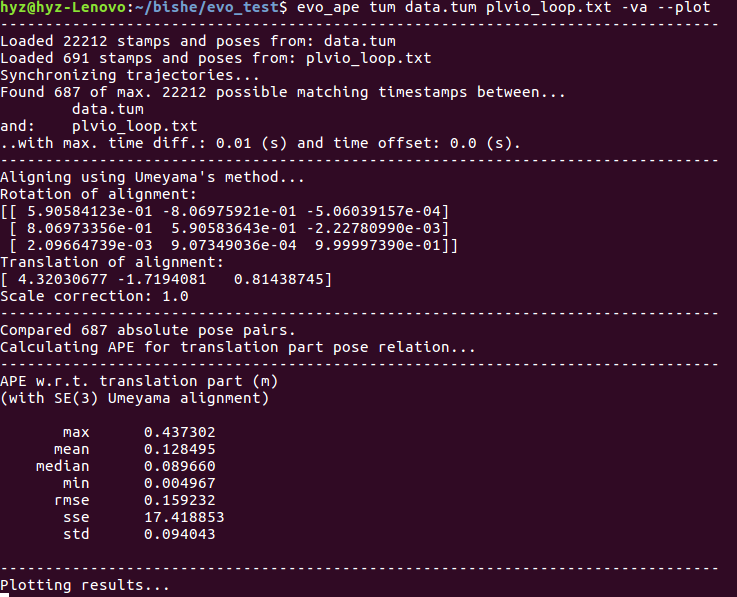 hyz@hyz-Lenovo:~/bishe/evo_test$ evo_ape tum data.tum plvio_loop.txt -va --plot
--------------------------------------------------------------------------------
Loaded 22212 stamps and poses from: data.tum
Loaded 691 stamps and poses from: plvio_loop.txt
Synchronizing trajectories...
Found 687 of max. 22212 possible matching timestamps between...
        data.tum
and:    plvio_loop.txt
..with max. time diff.: 0.01 (s) and time offset: 0.0 (s).
--------------------------------------------------------------------------------
Aligning using Umeyama's method...
Rotation of alignment:
[[ 5.90584123e-01 -8.06975921e-01 -5.06039157e-04]
 [ 8.06973356e-01  5.90583643e-01 -2.22780990e-03]
 [ 2.09664739e-03  9.07349036e-04  9.99997390e-01]]
Translation of alignment:
[ 4.32030677 -1.7194081   0.81438745]
Scale correction: 1.0
--------------------------------------------------------------------------------
Compared 687 absolute pose pairs.
Calculating APE for translation part pose relation...
--------------------------------------------------------------------------------
APE w.r.t. translation part (m)
(with SE(3) Umeyama alignment)

       max      0.437302
      mean      0.128495
    median      0.089660
       min      0.004967
      rmse      0.159232
       sse      17.418853
       std      0.094043

--------------------------------------------------------------------------------
Plotting results...